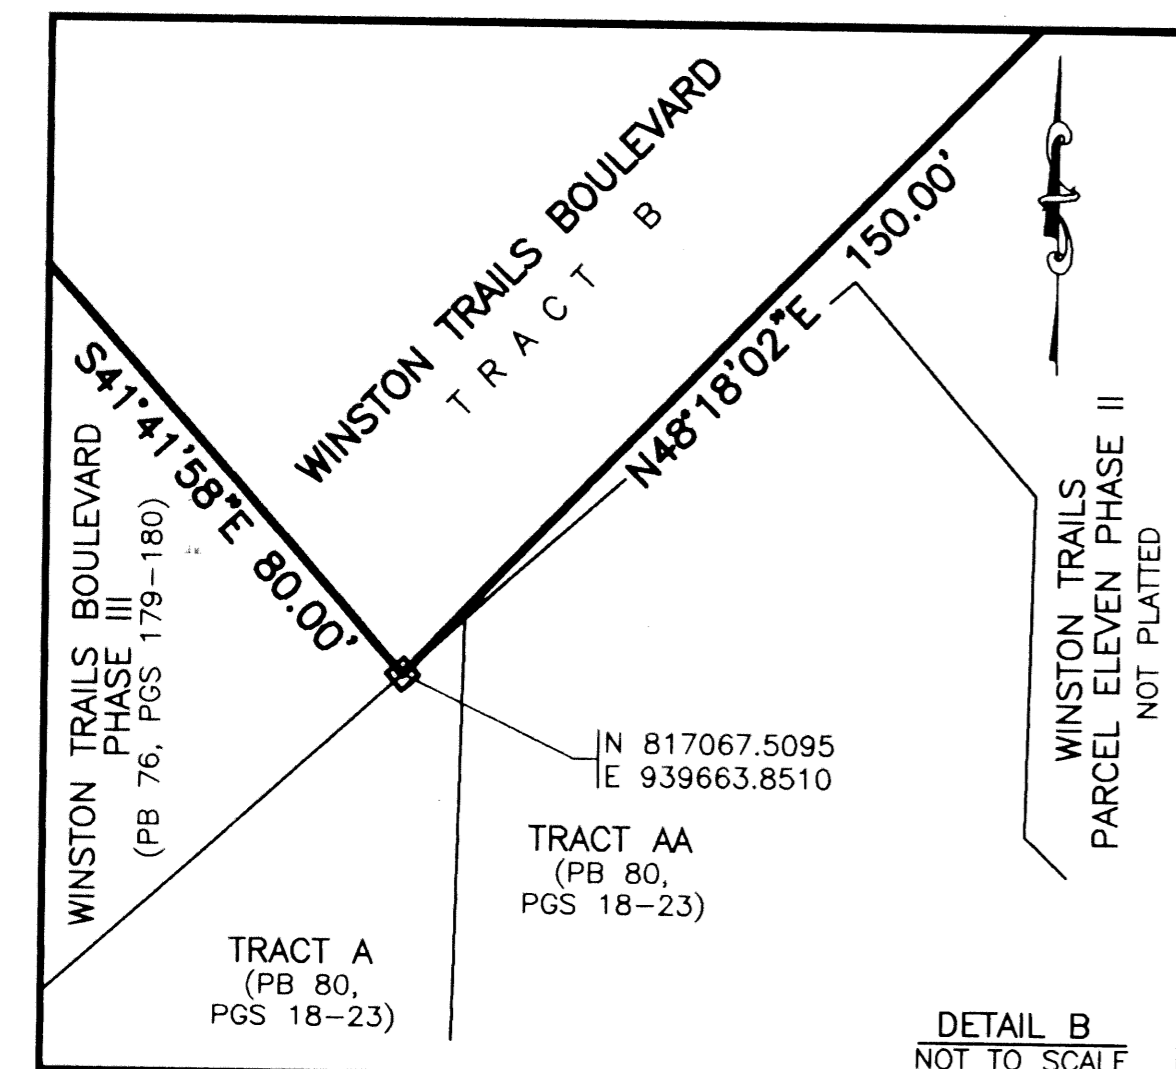 WINSTON TRAILS BOULEVARD
TRACT B
150.00'
N48°18'02"E
S41°41'58"E 80.00'
WINSTON TRAILS BOULEVARD
PHASE III
(PB 76, PGS 179-180)
WINSTON TRAILS
PARCEL ELEVEN PHASE II
NOT PLATTED
N 817067.5095
E 939663.8510
TRACT AA
(PB 80,
PGS 18-23)
TRACT A
(PB 80,
PGS 18-23)
DETAIL B
NOT TO SCALE